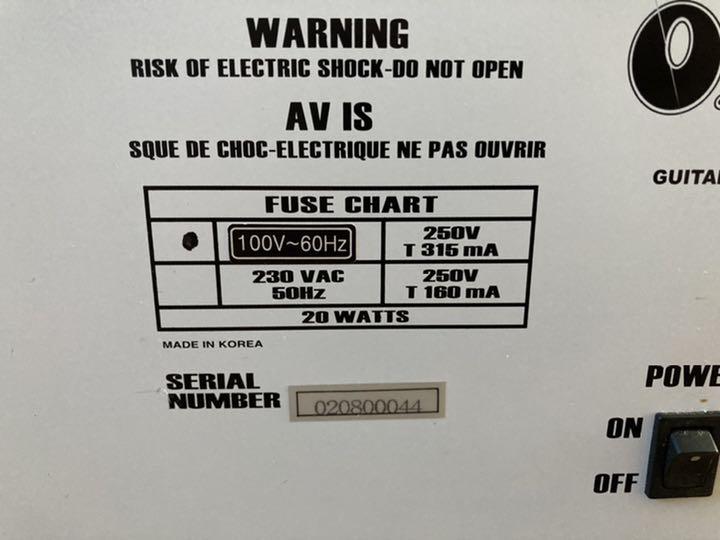 WARNING
RISK OF ELECTRIC SHOCK-DO NOT OPEN
AV IS
SQUE DE CHOC-ELECTRIQUE NE PAS OUVRIR
GUITA
FUSE CHART
100V~60Hz
250V
T 315 mA
230 VAC
50Hz
250V
T 160 mA
20 WATTS
MADE IN KOREA
SERIAL
NUMBER
020800044
POWE
ON
OFF